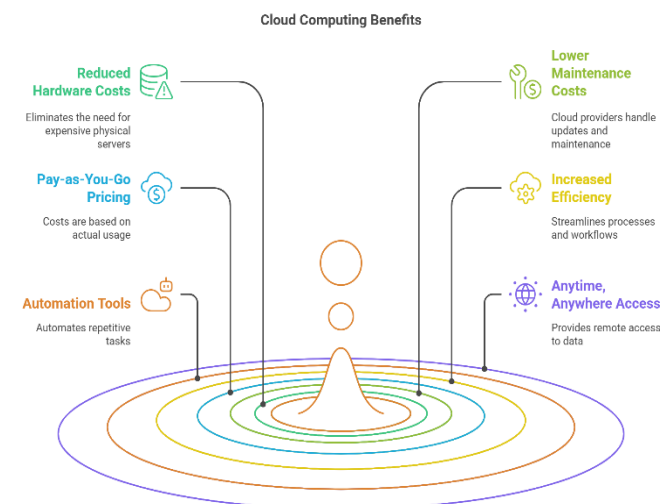 Cloud Computing Benefits
Reduced
Hardware Costs
Eliminates the need for
expensive physical
servers
Pay-as-You-Go
Pricing
Costs are based on
actual usage
Automation Tools
Automates repetitive
tasks
Lower
Maintenance
Costs
Cloud providers handle
updates and
maintenance
Increased
Efficiency
Streamlines processes
and workflows
Anytime,
Anywhere Access
Provides remote access
to data